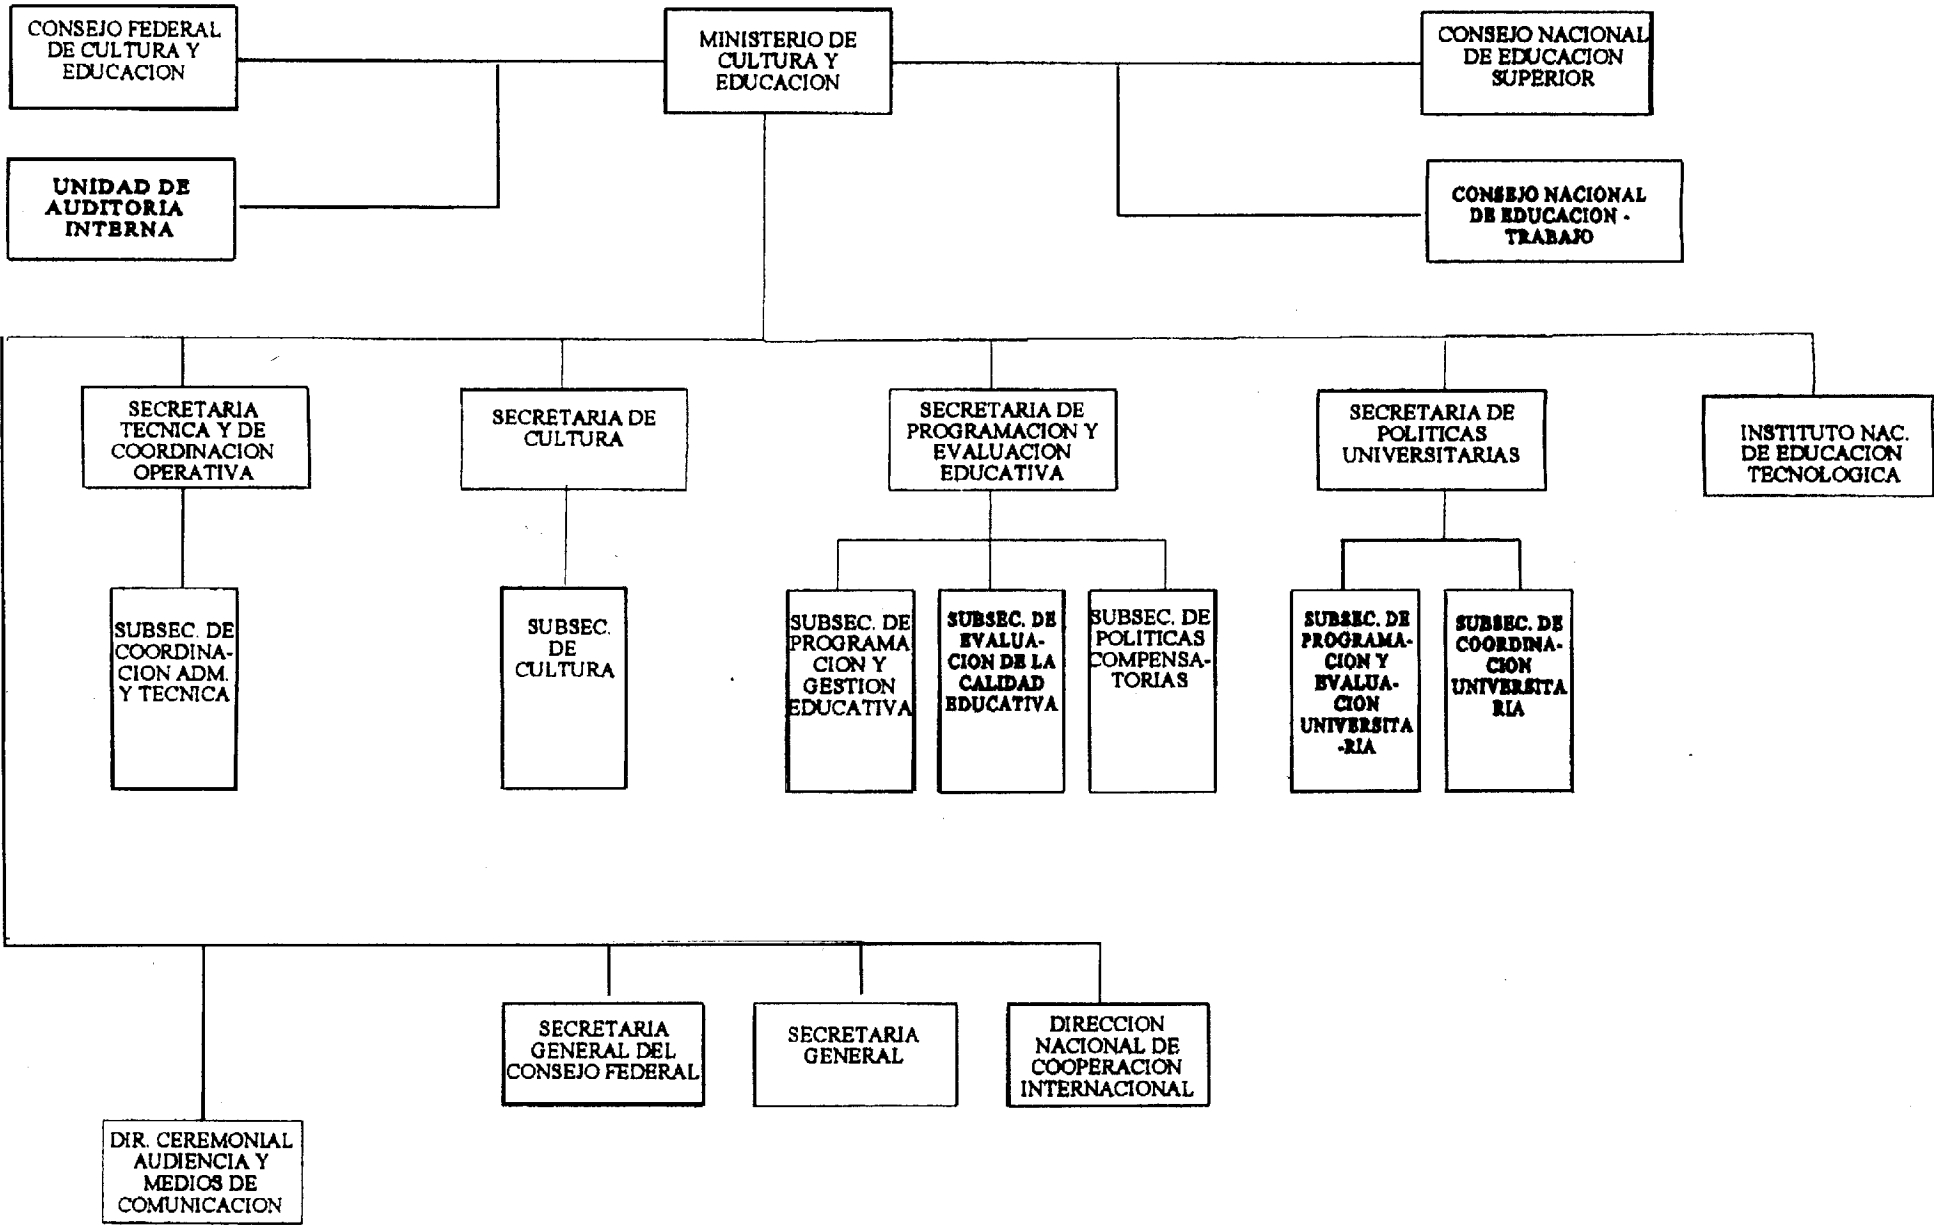 CONSEJO FEDERAL
DE CULTURA Y
EDUCACION
MINISTERIO DE
CULTURA Y
EDUCACION
CONSEJO NACIONAL
DE EDUCACION
SUPERIOR
UNIDAD DE
AUDITORIA
INTERNA
CONSEJO NACIONAL
DE EDUCACION -
TRABAJO
SECRETARIA
TECNICA Y DE
COORDINACION
OPERATIVA
SECRETARIA DE
CULTURA
SECRETARIA DE
PROGRAMACION Y
EVALUACION
EDUCATIVA
SECRETARIA DE
POLITICAS
UNIVERSITARIAS
INSTITUTO NAC.
DE EDUCACION
TECNOLOGICA
SUBSEC. DE
COORDINA-
CION ADM.
Y TECNICA
SUBSEC.
DE
CULTURA
SUBSEC. DE
PROGRAMA
CION Y
GESTION
EDUCATIVA
SUBSEC. DE
EVALUA-
CION DE LA
CALIDAD
EDUCATIVA
SUBSEC. DE
POLITICAS
COMPENSA-
TORIAS
SUBSEC. DE
PROGRAMA-
CION Y
EVALUA-
CION
UNIVERSITA
-RIA
SUBSEC. DE
COORDINA-
CION
UNIVERSITA
RIA
SECRETARIA
GENERAL DEL
CONSEJO FEDERAL
SECRETARIA
GENERAL
DIRECCION
NACIONAL DE
COOPERACION
INTERNACIONAL
DIR. CEREMONIAL
AUDIENCIA Y
MEDIOS DE
COMUNICACION